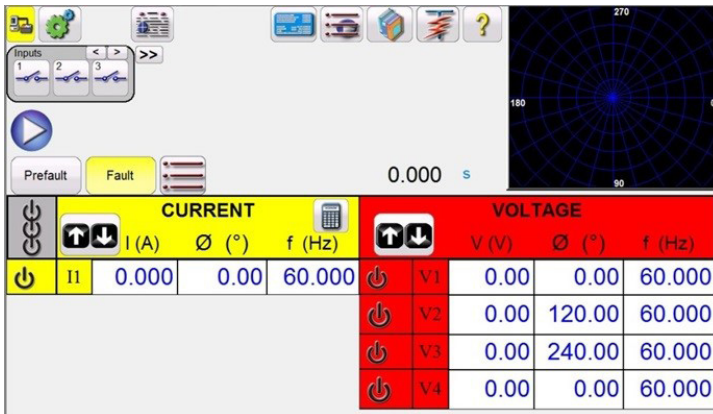 ?
270
Inputs < > >>
1 2 3
180 0
Prefault Fault
0.000 s
90
CURRENT VOLTAGE
I (A) Ø (°) f (Hz) V (V) Ø (°) f (Hz)
I1 0.000 0.00 60.000 V1 0.00 0.00 60.000
V2 0.00 120.00 60.000
V3 0.00 240.00 60.000
V4 0.00 0.00 60.000